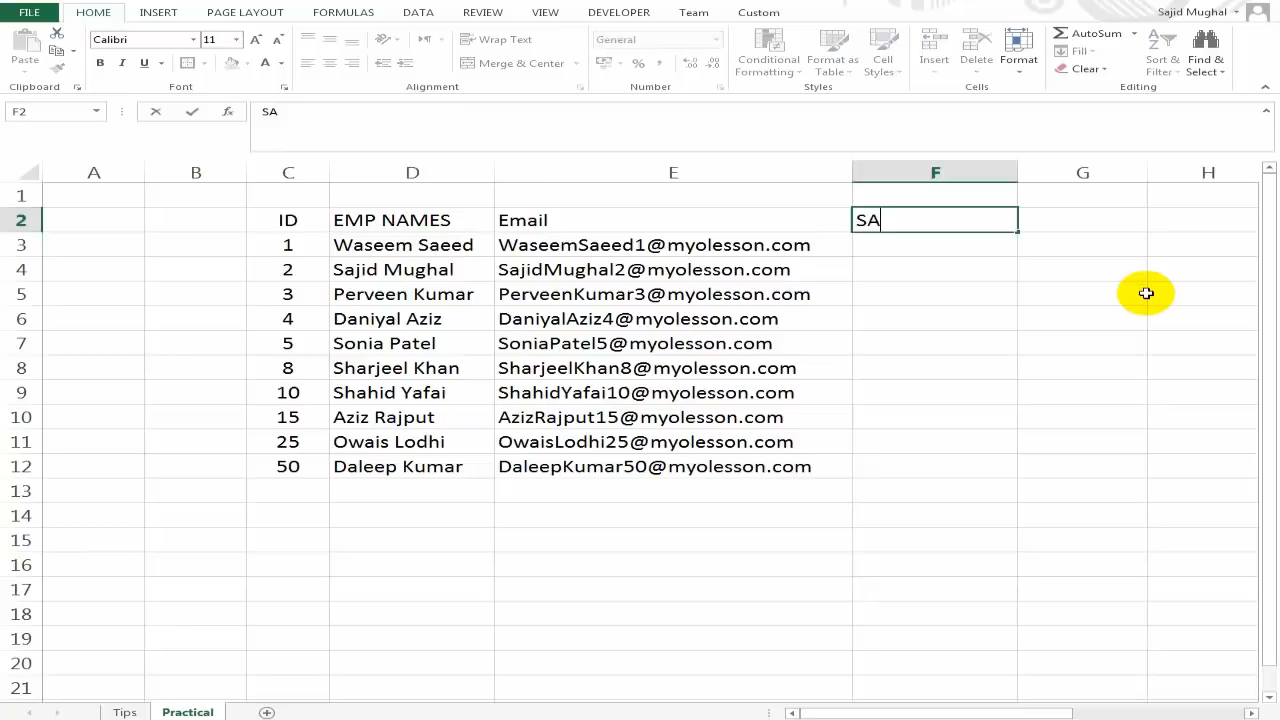 FILE HOME INSERT PAGE LAYOUT FORMULAS DATA REVIEW VIEW DEVELOPER Team Custom Sajid Mughal
Paste Calibri 11 A A B I U A Wrap Text Merge & Center General % , Conditional Formatting Format as Table Cell Styles Insert Delete Format AutoSum Fill Clear Sort & Filter Find & Select
Clipboard Font Alignment Number Styles Cells Editing
F2 fx SA
A B C D E F G H
1
2 ID EMP NAMES Email SA
3 1 Waseem Saeed WaseemSaeed1@myolesson.com
4 2 Sajid Mughal SajidMughal2@myolesson.com
5 3 Perveen Kumar PerveenKumar3@myolesson.com
6 4 Daniyal Aziz DaniyalAziz4@myolesson.com
7 5 Sonia Patel SoniaPatel5@myolesson.com
8 8 Sharjeel Khan SharjeelKhan8@myolesson.com
9 10 Shahid Yafai ShahidYafai10@myolesson.com
10 15 Aziz Rajput AzizRajput15@myolesson.com
11 25 Owais Lodhi OwaisLodhi25@myolesson.com
12 50 Daleep Kumar DaleepKumar50@myolesson.com
13
14
15
16
17
18
19
20
21
Tips Practical